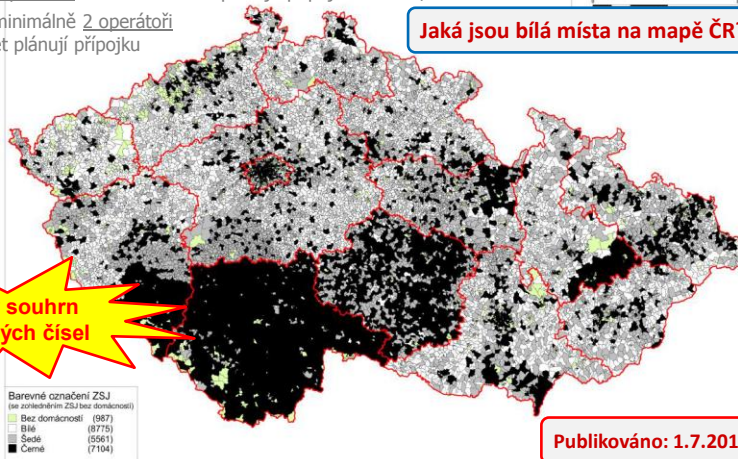 minimálně 2 operátoři
et plánují přípojku
Jaká jsou bílá místa na mapě ČR?
souhrn
ých čísel
Barevné označení ZSJ
(se zohledněním ZSJ bez domácností)
Bez domácností (987)
Bílé (8775)
Šedé (5561)
Černé (7104)
Publikováno: 1.7.201